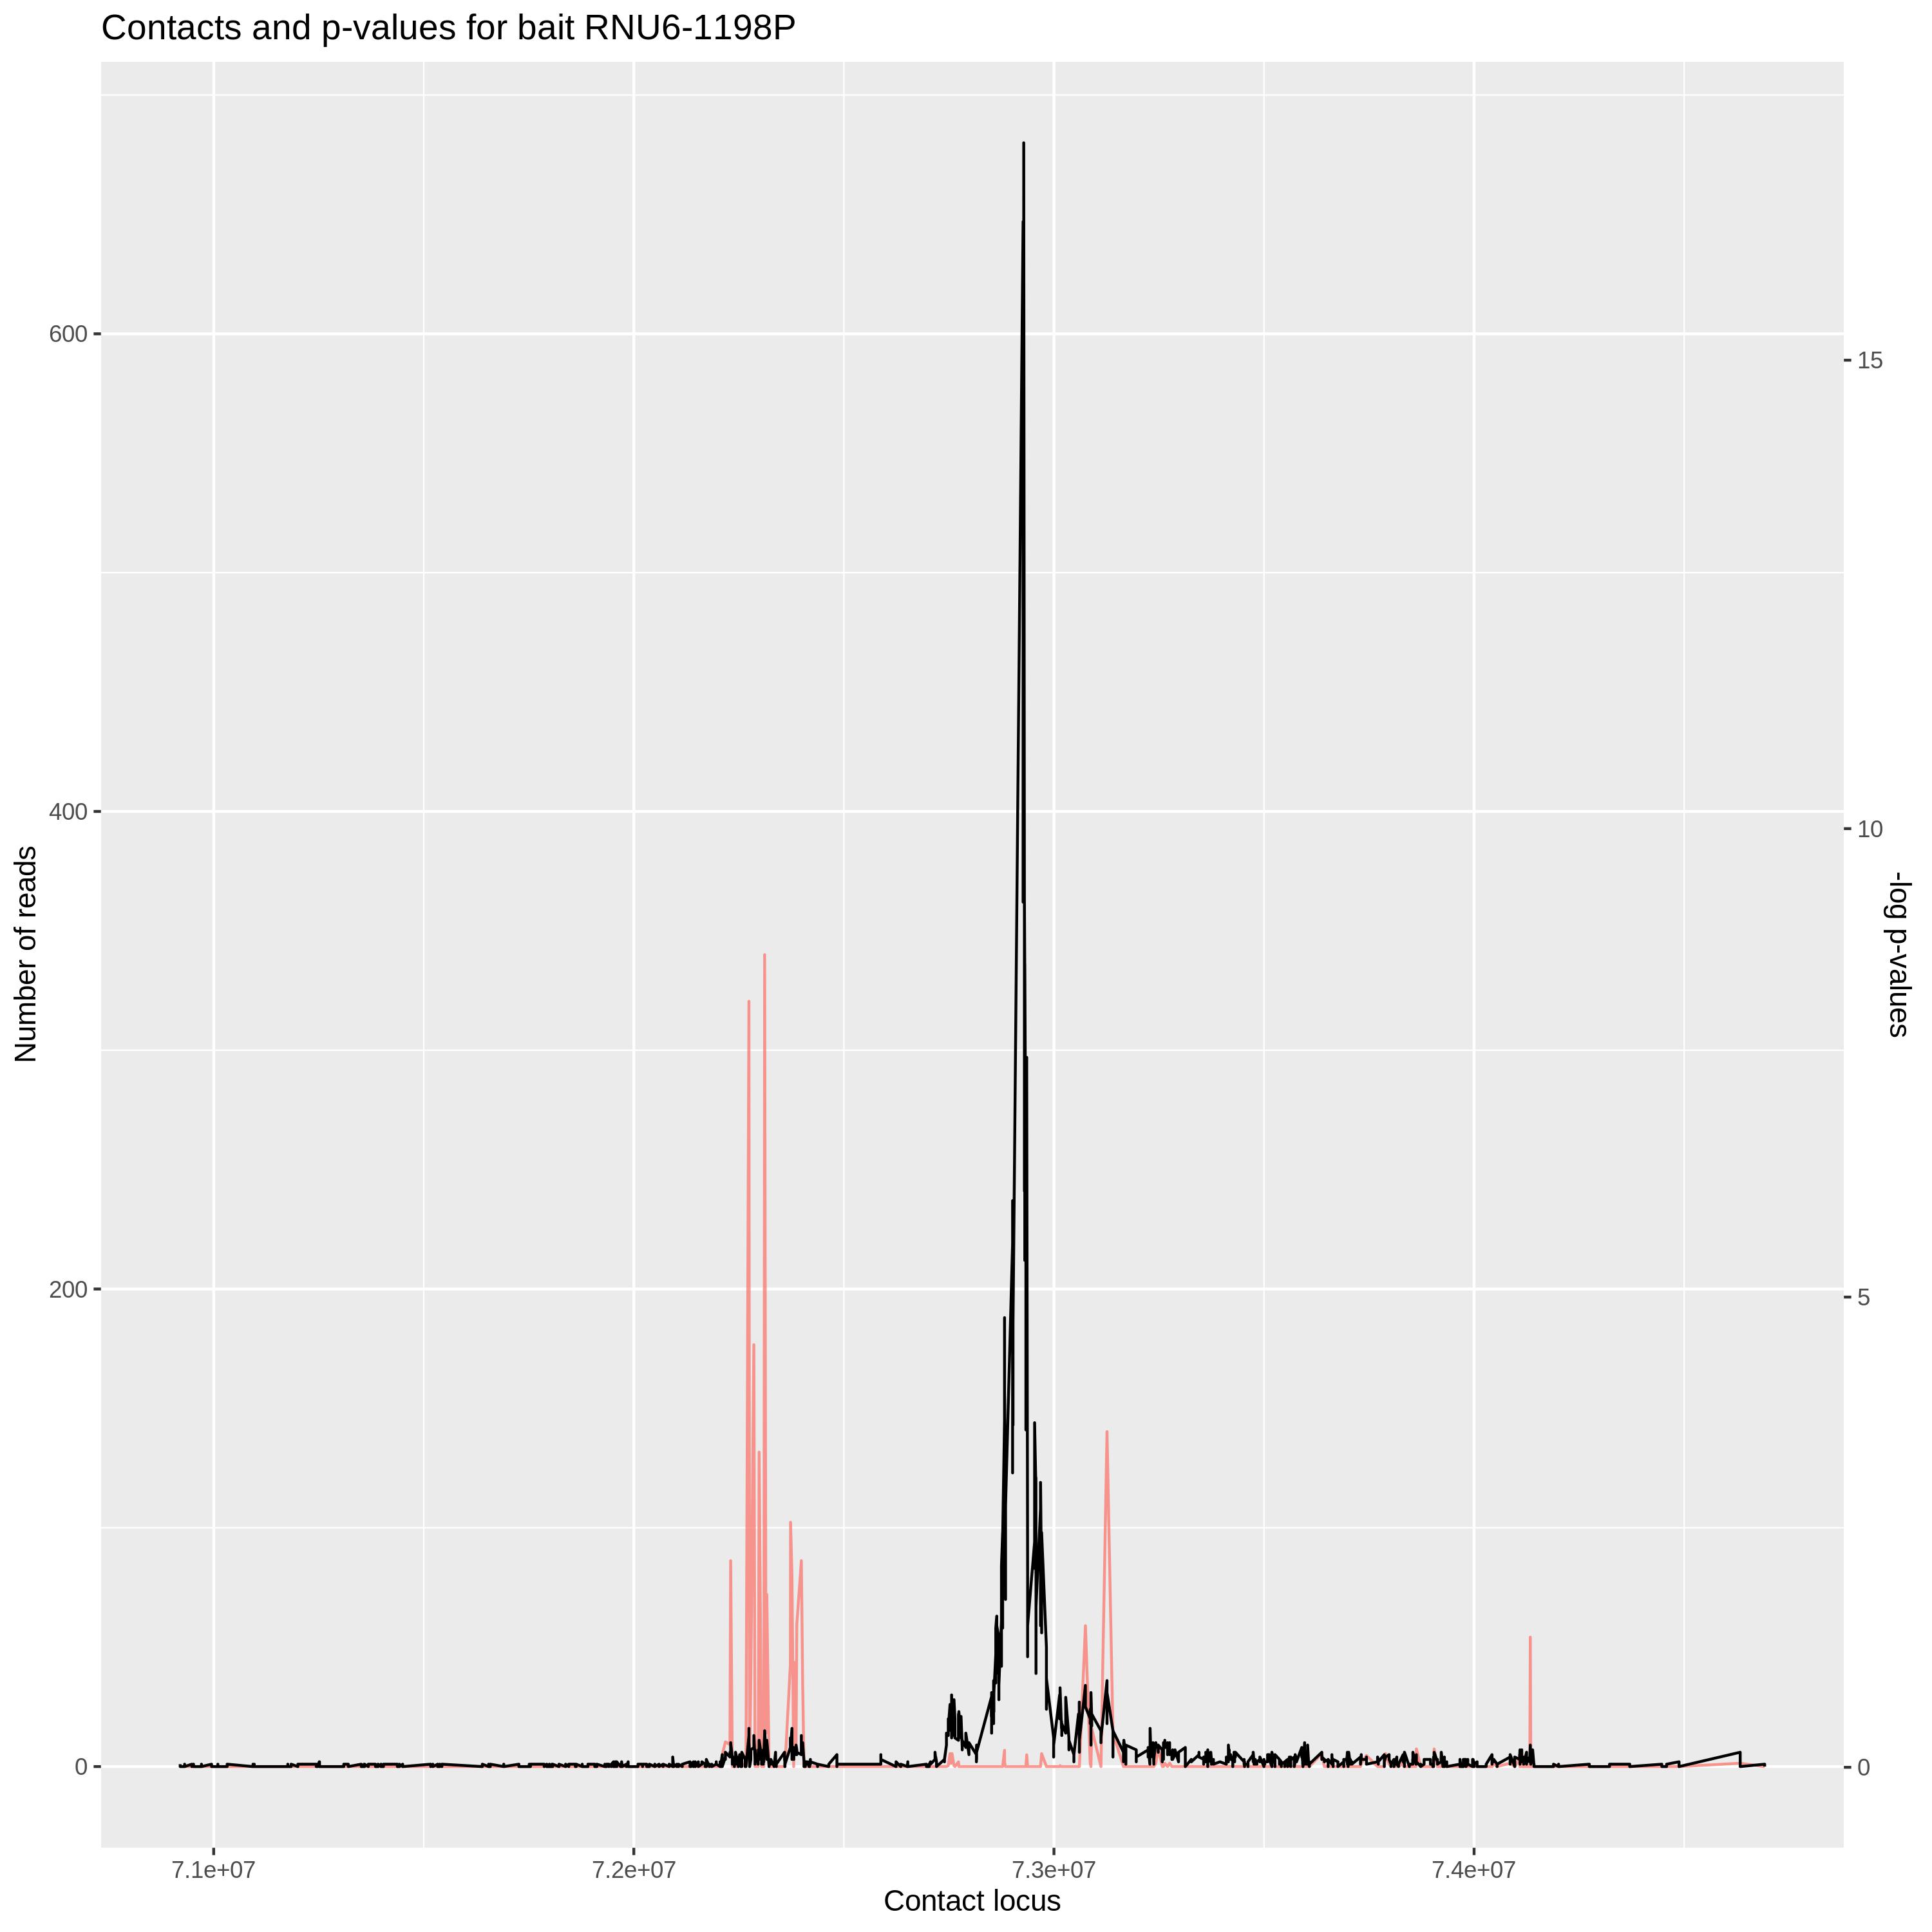 Contacts and p-values for bait RNU6-1198P
600
400
200
0
Number of reads
15
10
5
0
-log p-values
7.1e+07
7.2e+07
7.3e+07
7.4e+07
Contact locus